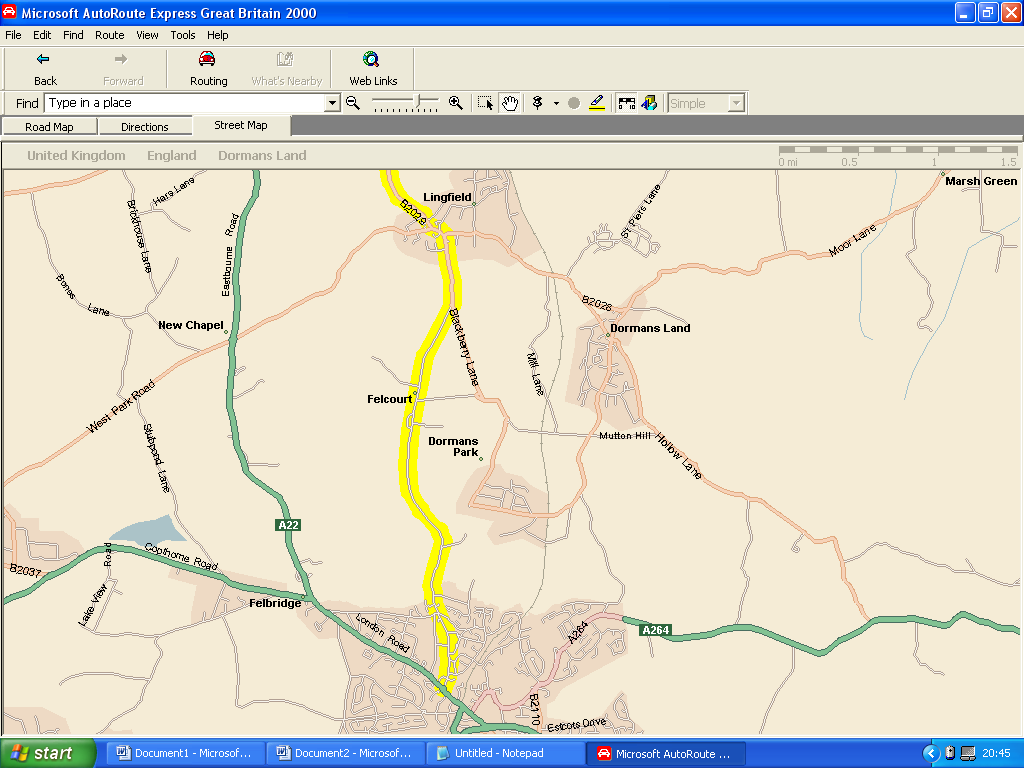 Microsoft AutoRoute Express Great Britain 2000
File Edit Find Route View Tools Help
Back Forward Routing What's Nearby Web Links
Find Type in a place Simple
Road Map Directions Street Map
United Kingdom England Dormans Land
0 mi 0.5 1 1.5
Marsh Green
Hars Lane
Lingfield
B2029
St Piers Lane
Brickhouse Lane
Eastbourne Road
Moor Lane
Bones Lane
B2028
New Chapel
Dormans Land
Blackberry Lane
Mill Lane
West Park Road
Felcourt
Stubpond Lane
Dormans
Park
Mutton Hill
Hollow Lane
A22
Copthorne Road
B2037
Lake View Road
Felbridge
London Road
A264
A264
B2110
Estcots Drive
start Document1 - Microsof... Document2 - Microsof... Untitled - Notepad Microsoft AutoRoute ... 20:45